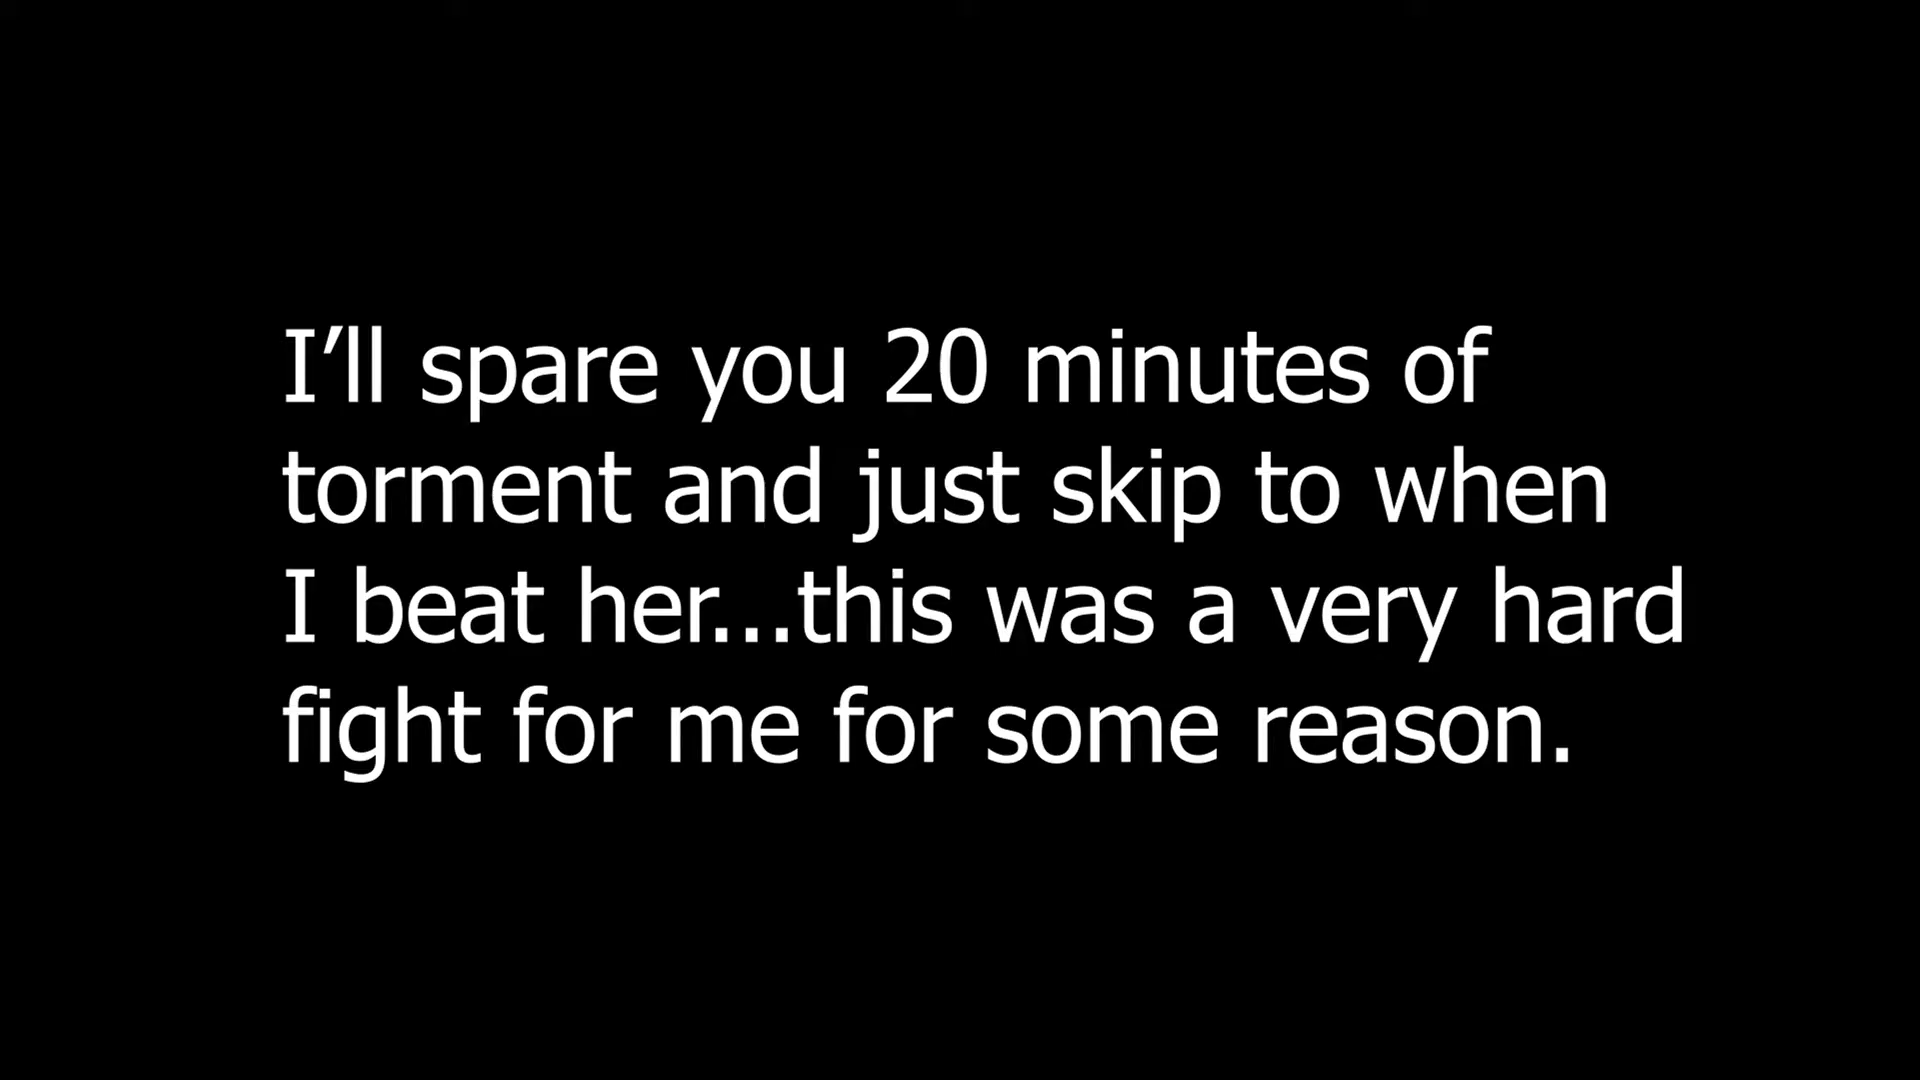 I’ll spare you 20 minutes of
torment and just skip to when
I beat her...this was a very hard
fight for me for some reason.